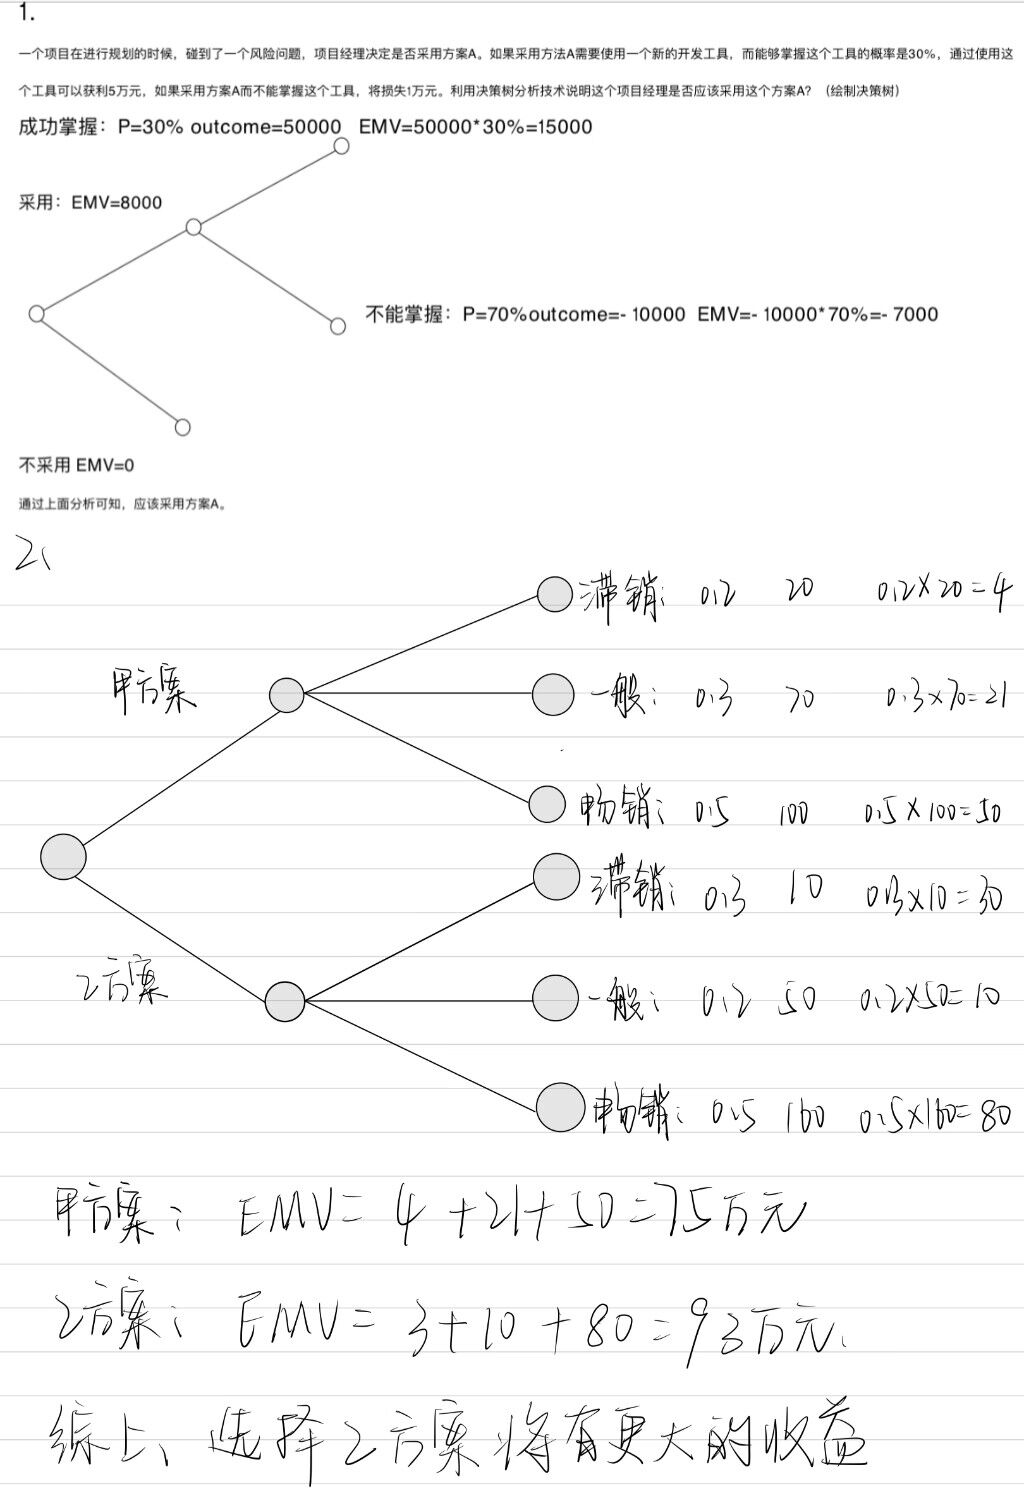 1.
一个项目在进行规划的时候，碰到了一个风险问题，项目经理决定是否采用方案A。如果采用方法A需要使用一个新的开发工具，而能够掌握这个工具的概率是30%，通过使用这
个工具可以获利5万元，如果采用方案A而不能掌握这个工具，将损失1万元。利用决策树分析技术说明这个项目经理是否应该采用这个方案A？（绘制决策树）
成功掌握：P=30% outcome=50000 EMV=50000*30%=15000
采用：EMV=8000
不能掌握：P=70%outcome=- 10000 EMV=- 10000*70%=- 7000
不采用 EMV=0
通过上面分析可知，应该采用方案A。
2、
滞销： 0.2 20 0.2×20=4
甲方案
一般： 0.3 70 0.3×70=21
畅销： 0.5 100 0.5×100=50
滞销： 0.3 10 0.3×10=30
乙方案
一般： 0.2 50 0.2×50=10
畅销： 0.5 160 0.5×160=80
甲方案： EMV= 4+21+50=75万元
乙方案： EMV= 3+10+80=93万元.
综上、选择乙方案将有更大的收益